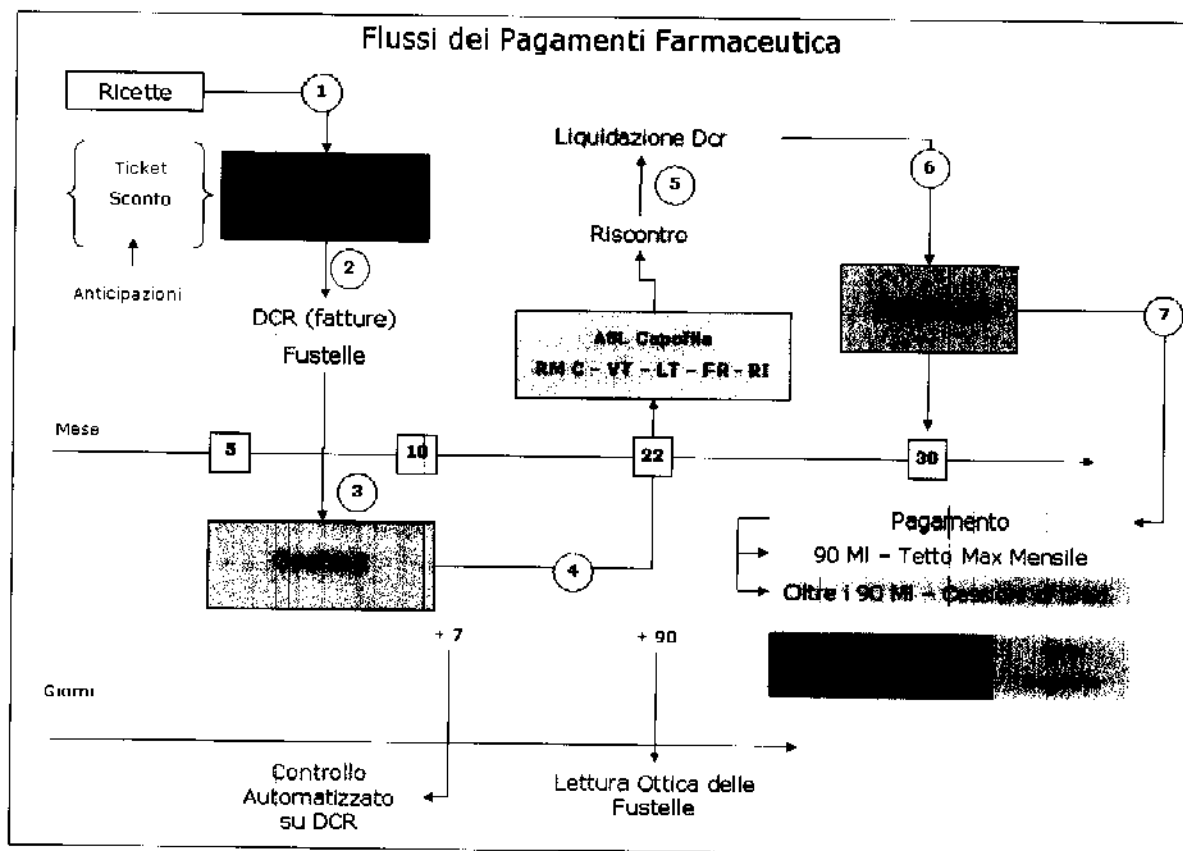 Flussi dei Pagamenti Farmaceutica
Ricette
1
Ticket
Sconto
Anticipazioni
2
DCR (fatture)
Fustelle
Liquidazione Dcr
5
Riscontro
6
ASL Capofila
RM C – VT – LT – FR – RI
7
Mese
5
10
22
30
3
4
Pagamento
90 Ml – Tetto Max Mensile
Oltre i 90 Ml –
+ 7
+ 90
Giorni
Controllo
Automatizzato
su DCR
Lettura Ottica delle
Fustelle